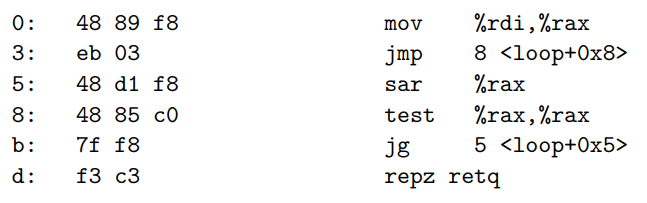 0: 48 89 f8 mov %rdi,%rax
3: eb 03 jmp 8 <loop+0x8>
5: 48 d1 f8 sar %rax
8: 48 85 c0 test %rax,%rax
b: 7f f8 jg 5 <loop+0x5>
d: f3 c3 repz retq